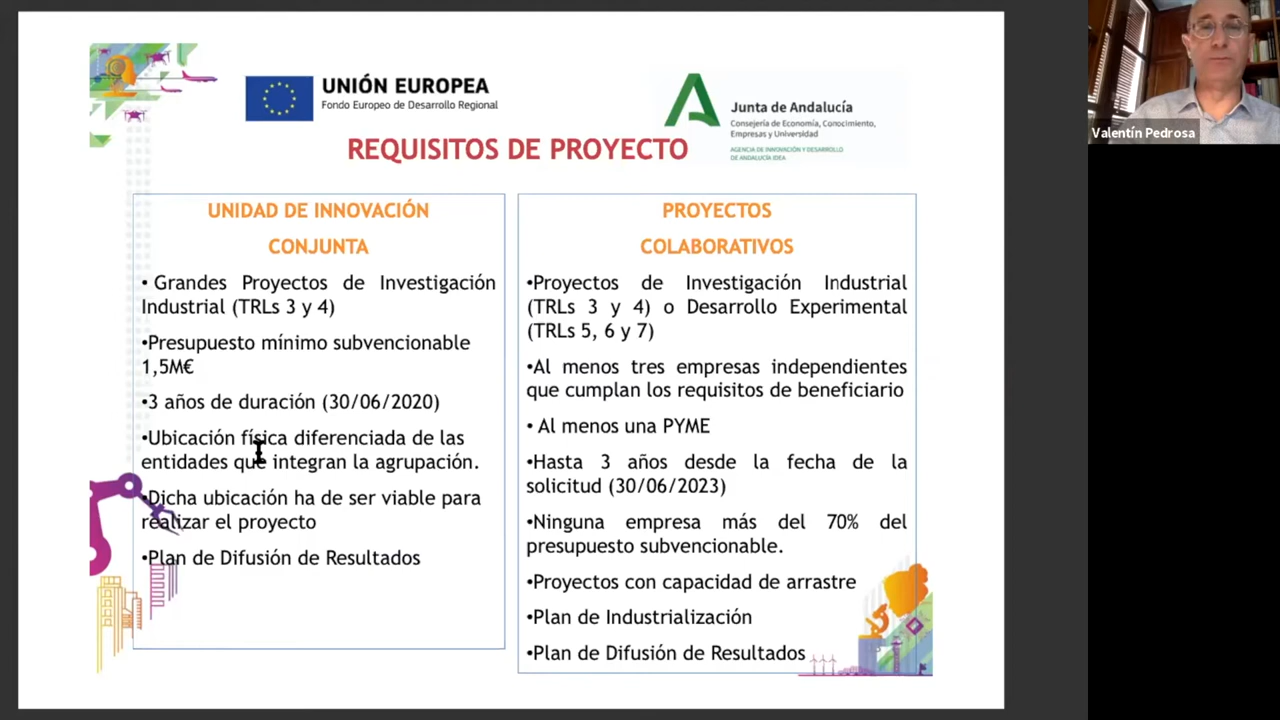 UNIÓN EUROPEA
Fondo Europeo de Desarrollo Regional
Junta de Andalucía
Consejería de Economía, Conocimiento,
Empresas y Universidad
AGENCIA DE INNOVACIÓN Y DESARROLLO
DE ANDALUCÍA IDEA
REQUISITOS DE PROYECTO
UNIDAD DE INNOVACIÓN
CONJUNTA
• Grandes Proyectos de Investigación
Industrial (TRLs 3 y 4)
•Presupuesto mínimo subvencionable
1,5M€
•3 años de duración (30/06/2020)
•Ubicación física diferenciada de las
entidades que integran la agrupación.
•Dicha ubicación ha de ser viable para
realizar el proyecto
•Plan de Difusión de Resultados
PROYECTOS
COLABORATIVOS
•Proyectos de Investigación Industrial
(TRLs 3 y 4) o Desarrollo Experimental
(TRLs 5, 6 y 7)
•Al menos tres empresas independientes
que cumplan los requisitos de beneficiario
• Al menos una PYME
•Hasta 3 años desde la fecha de la
solicitud (30/06/2023)
•Ninguna empresa más del 70% del
presupuesto subvencionable.
•Proyectos con capacidad de arrastre
•Plan de Industrialización
•Plan de Difusión de Resultados
Valentín Pedrosa